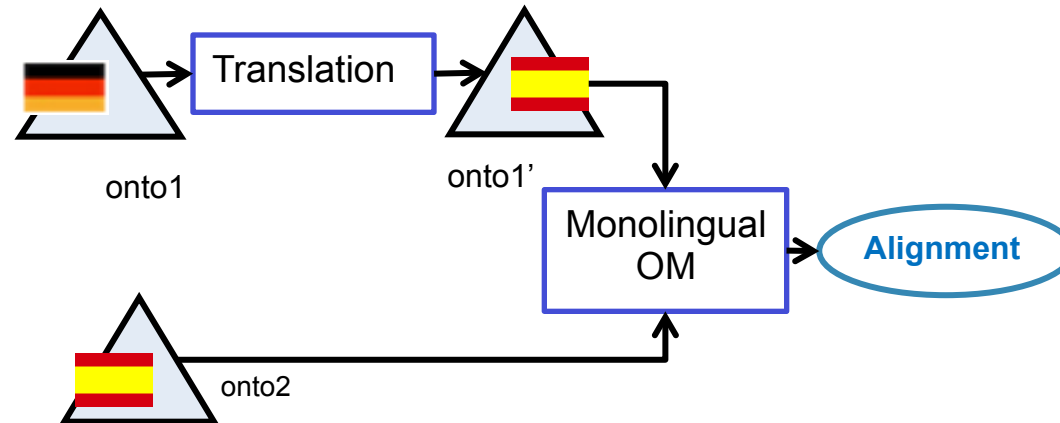 Translation
onto1
onto1’
Monolingual
OM
Alignment
onto2